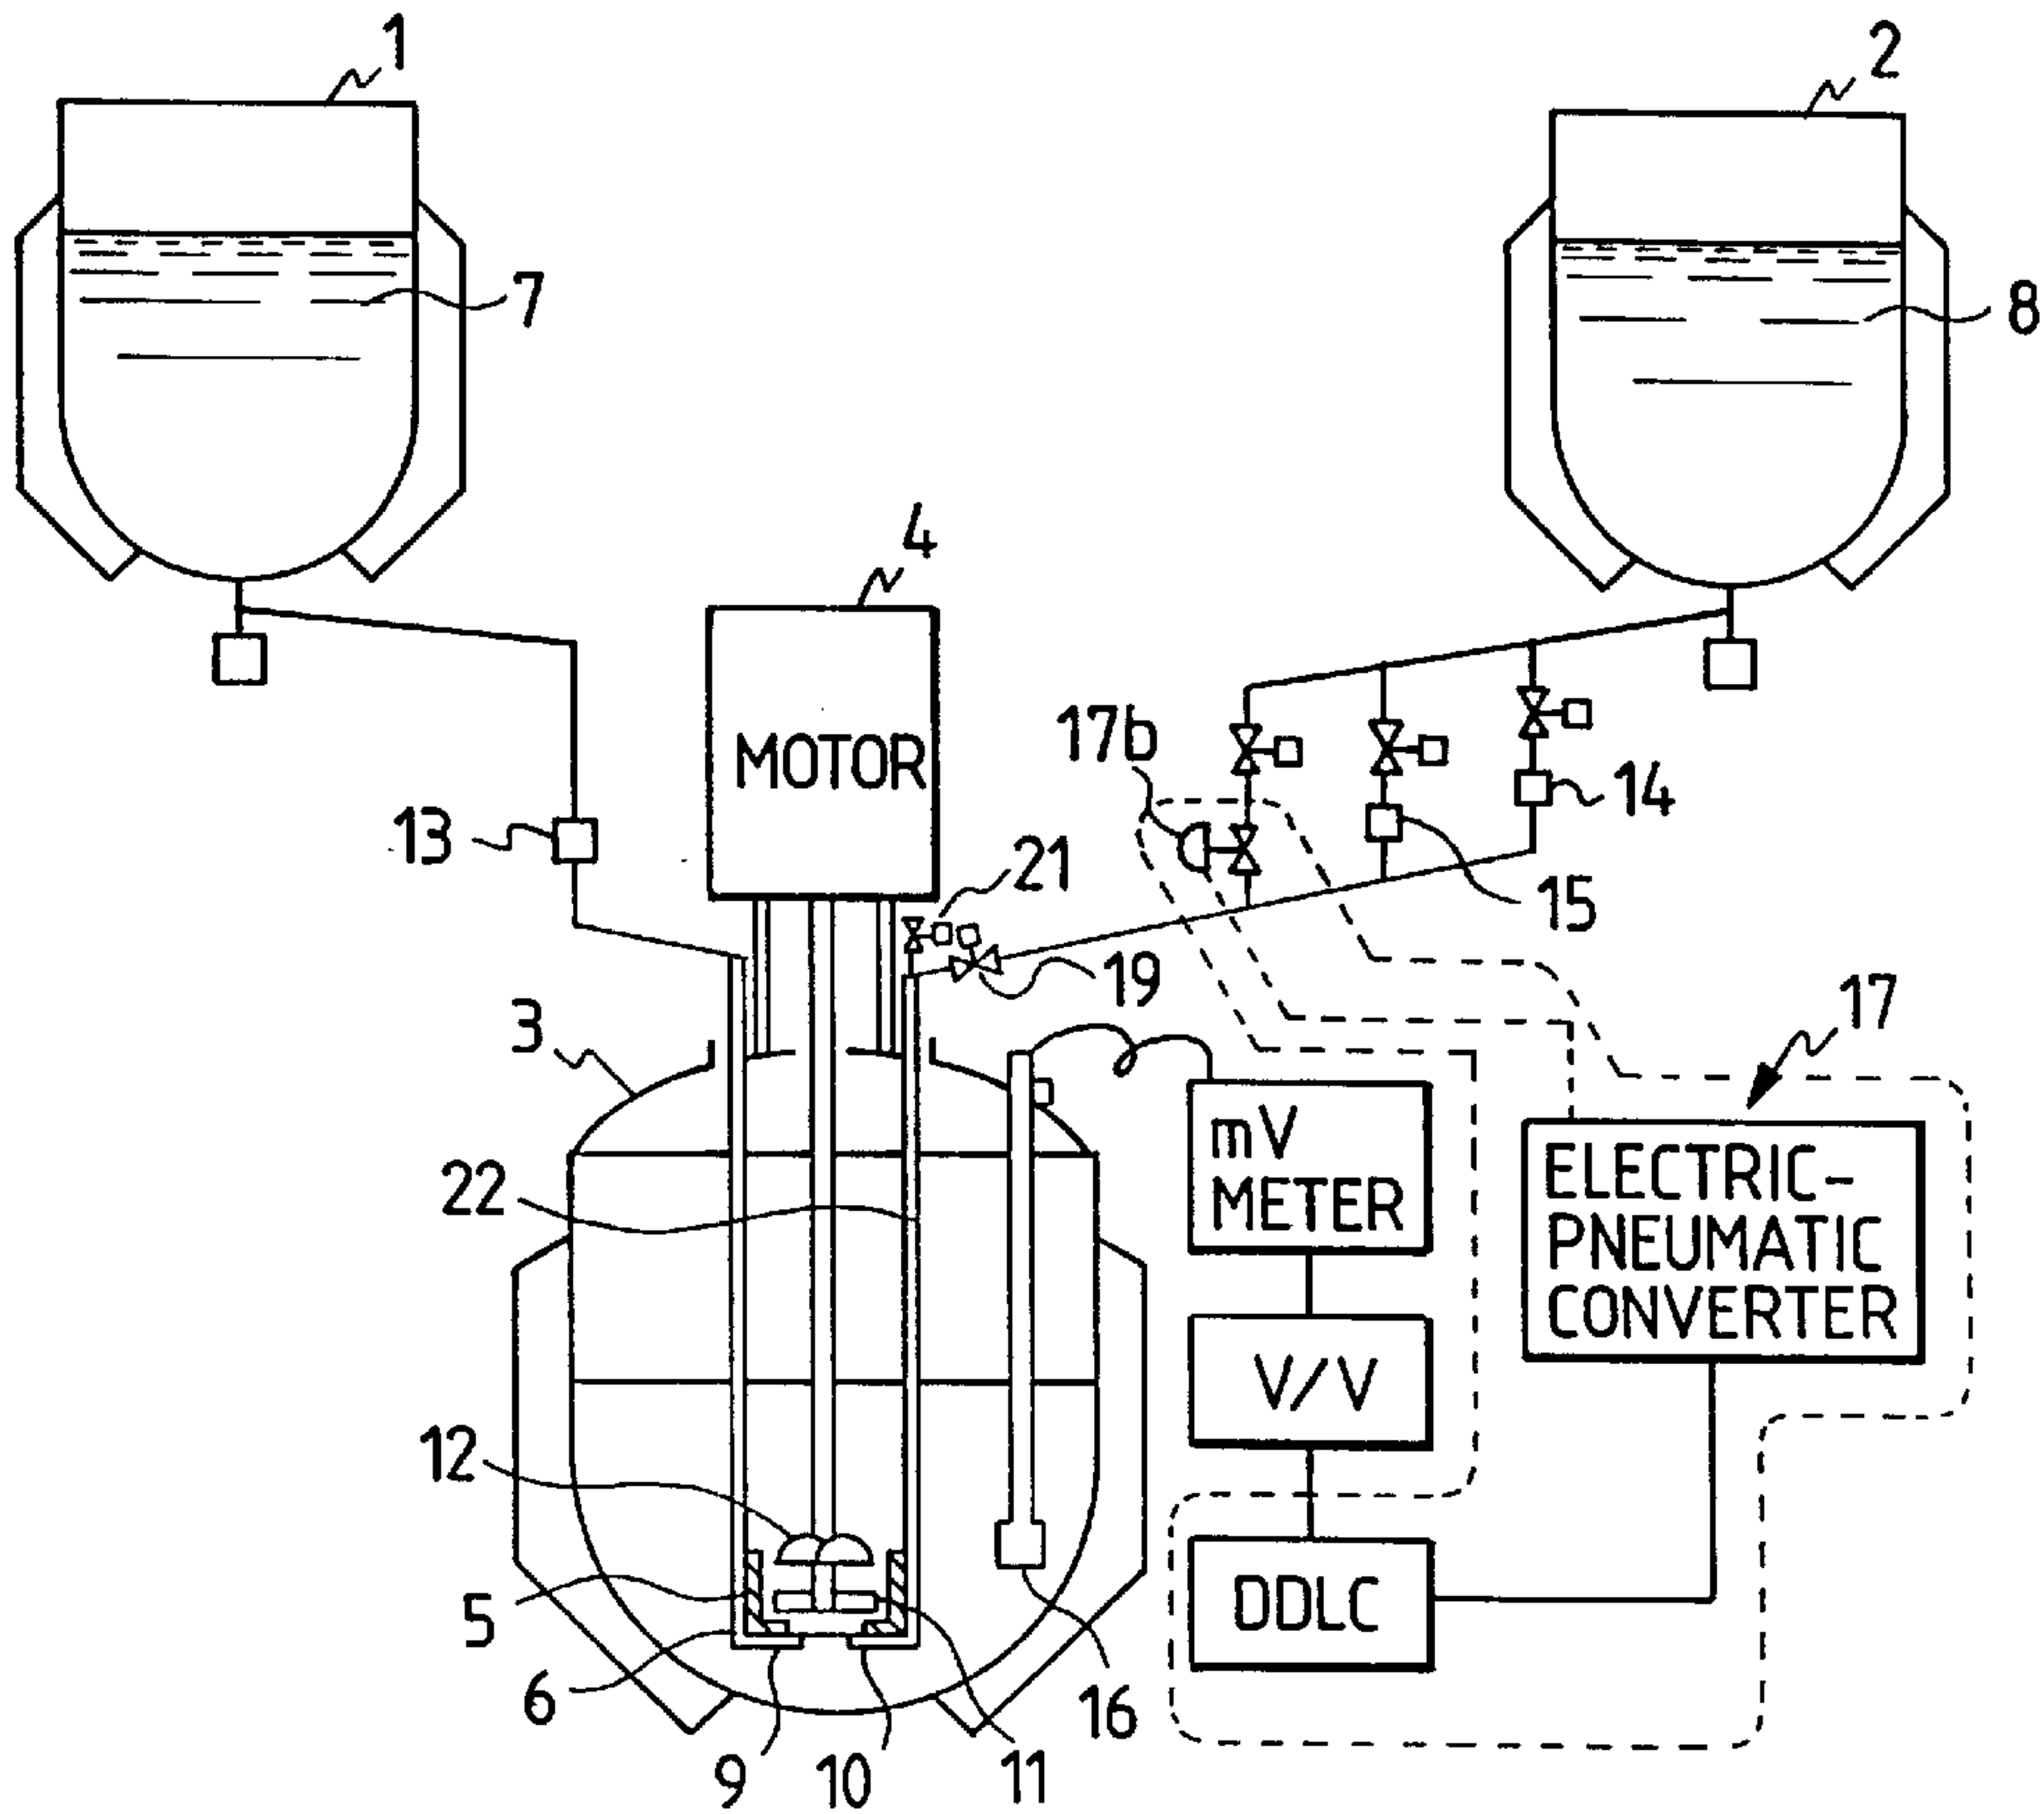 1
2
7
8
4
MOTOR
17b
14
13
21
15
19
17
3
mV
METER
ELECTRIC-
PNEUMATIC
CONVERTER
22
V/V
12
DDLC
5
6
16
9
10
11